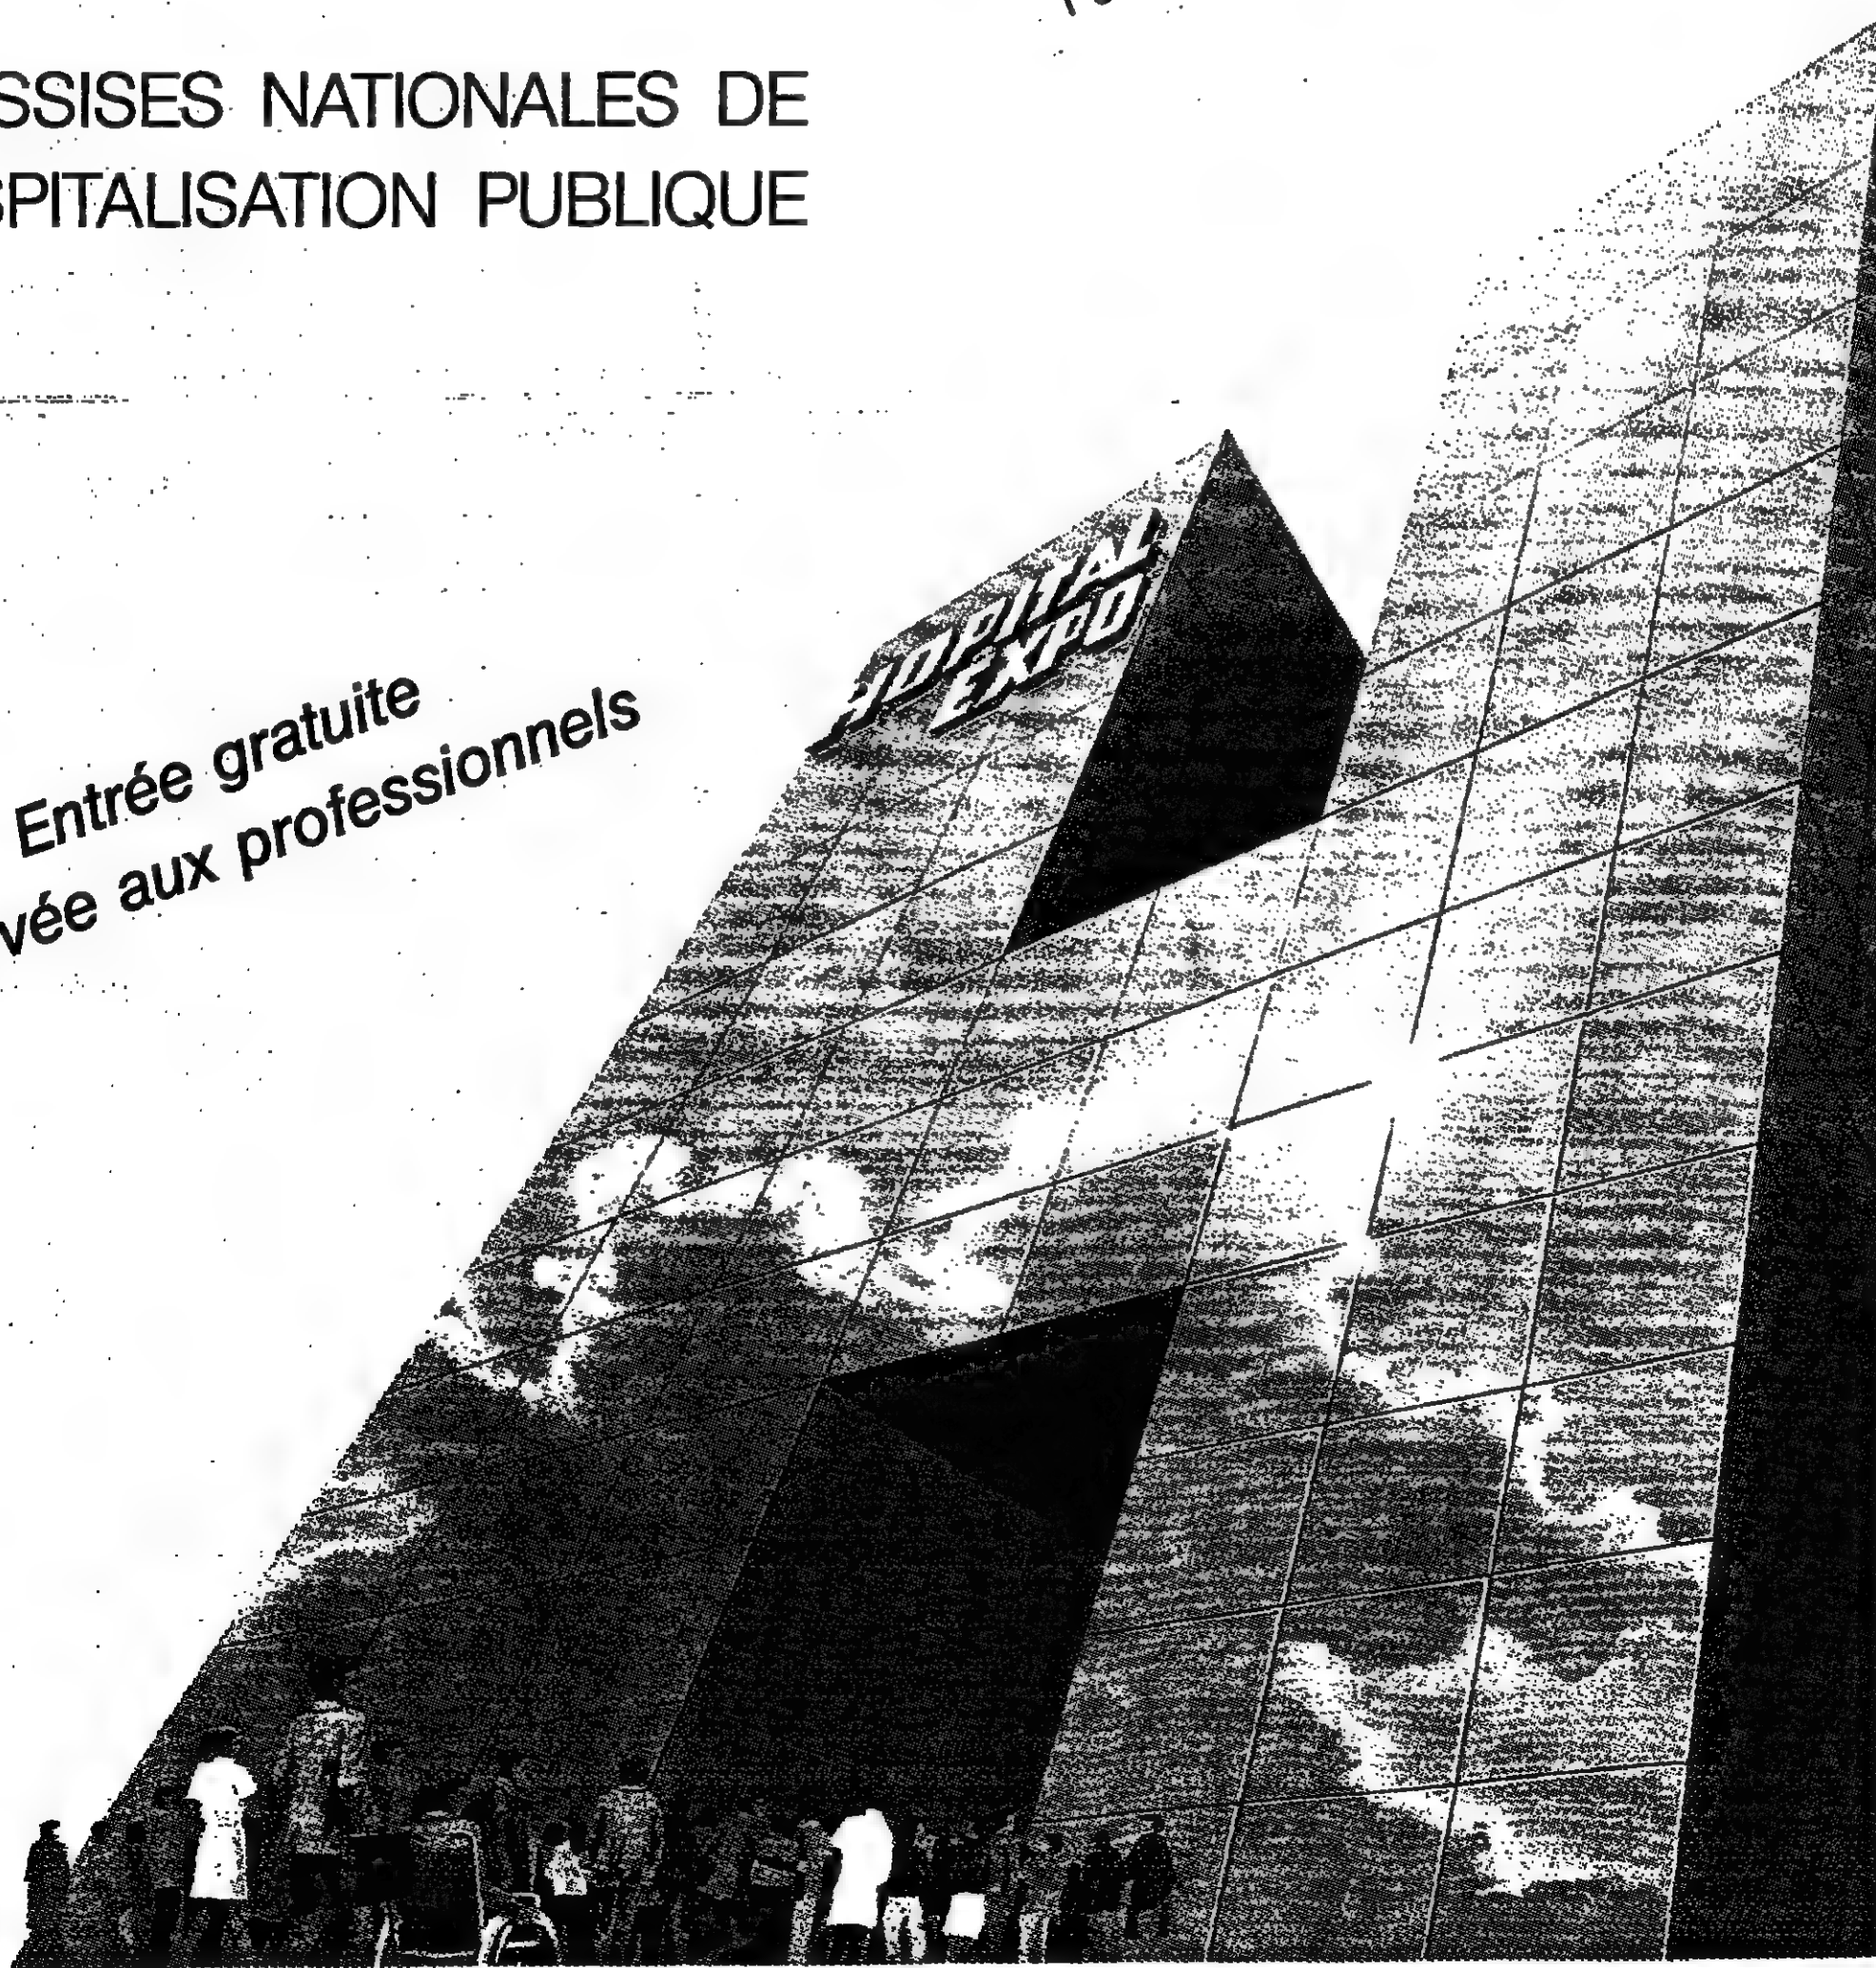 SSISES NATIONALES DE
SPITALISATION PUBLIQUE
HOPITAL
EXPO
Entrée gratuite
vée aux professionnels